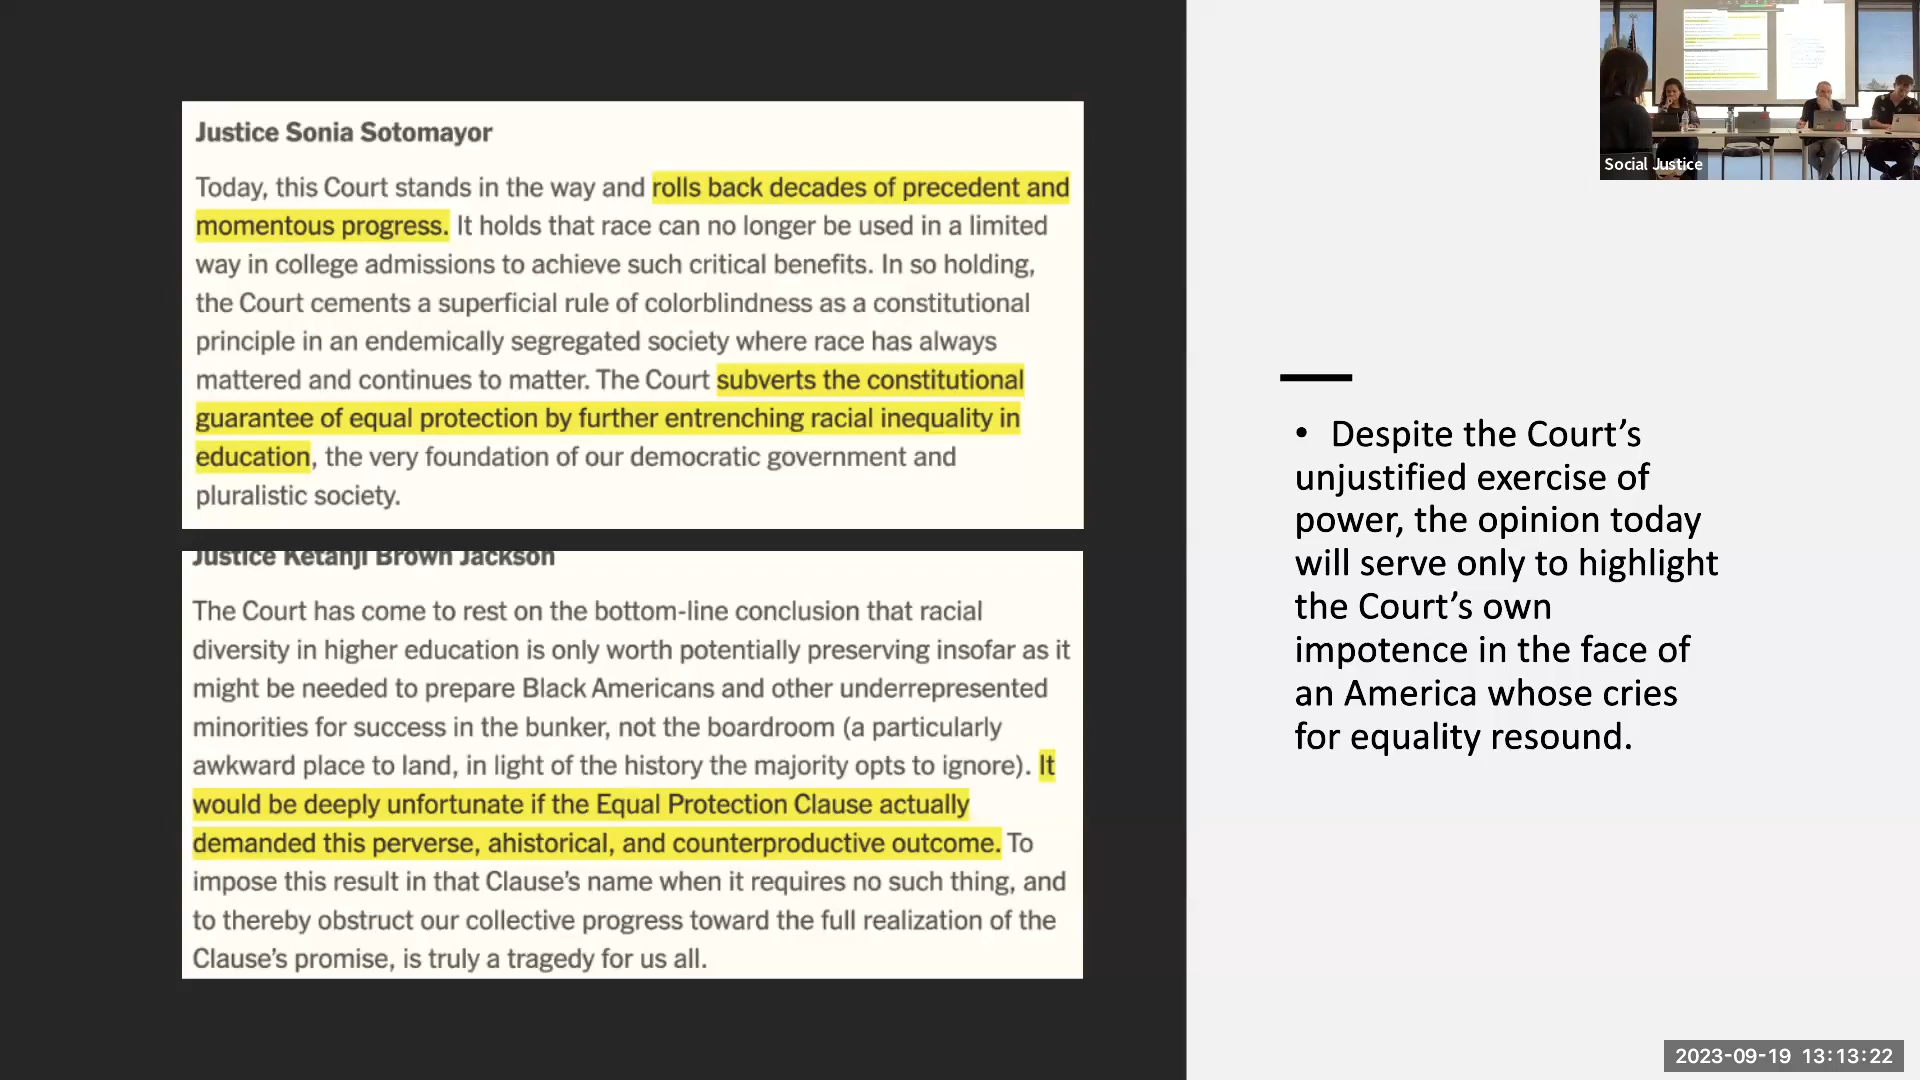 Justice Sonia Sotomayor
Today, this Court stands in the way and rolls back decades of precedent and
momentous progress. It holds that race can no longer be used in a limited
way in college admissions to achieve such critical benefits. In so holding,
the Court cements a superficial rule of colorblindness as a constitutional
principle in an endemically segregated society where race has always
mattered and continues to matter. The Court subverts the constitutional
guarantee of equal protection by further entrenching racial inequality in
education, the very foundation of our democratic government and
pluralistic society.
Justice Ketanji Brown Jackson
The Court has come to rest on the bottom-line conclusion that racial
diversity in higher education is only worth potentially preserving insofar as it
might be needed to prepare Black Americans and other underrepresented
minorities for success in the bunker, not the boardroom (a particularly
awkward place to land, in light of the history the majority opts to ignore). It
would be deeply unfortunate if the Equal Protection Clause actually
demanded this perverse, ahistorical, and counterproductive outcome. To
impose this result in that Clause's name when it requires no such thing, and
to thereby obstruct our collective progress toward the full realization of the
Clause's promise, is truly a tragedy for us all.
• Despite the Court's
unjustified exercise of
power, the opinion today
will serve only to highlight
the Court's own
impotence in the face of
an America whose cries
for equality resound.
Social Justice
2023-09-19 13:13:22